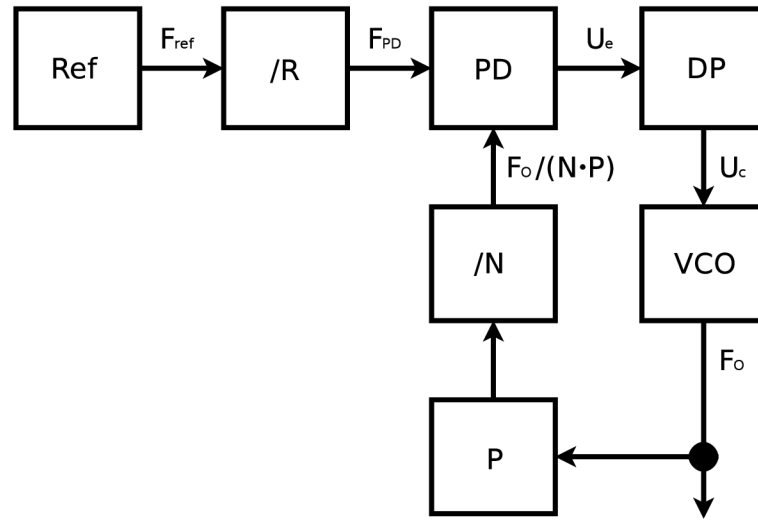 Ref
Fref
/R
FPD
PD
Ue
DP
FO/(N·P)
Uc
/N
VCO
FO
P